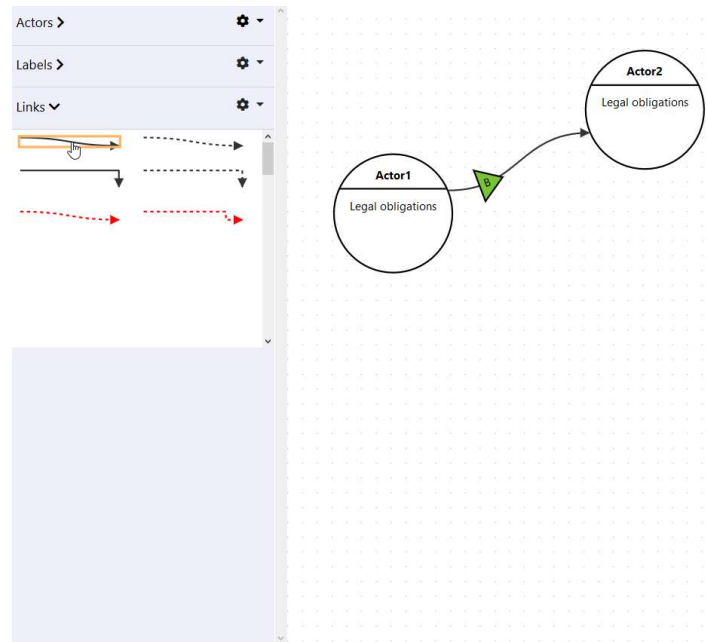 Actors
Labels
Links
Actor2
Legal obligations
Actor1
Legal obligations
B